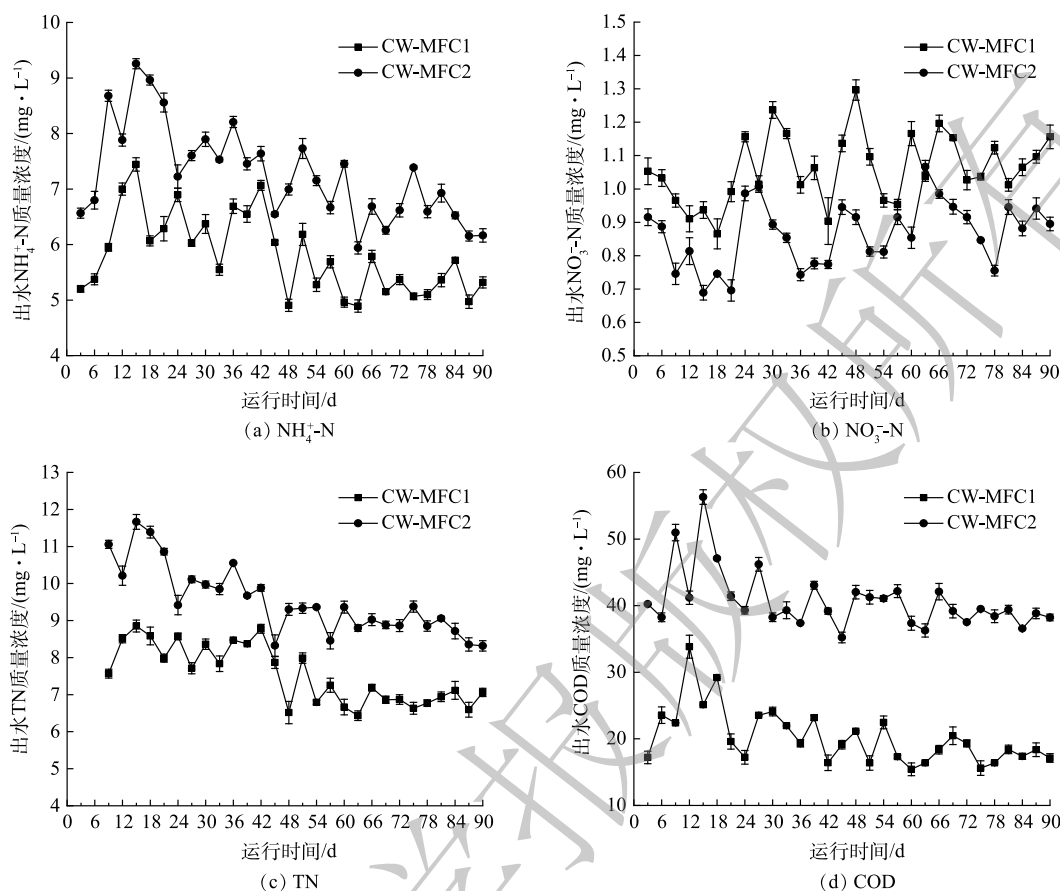 10
9
8
7
6
5
4
出水NH₄⁺-N质量浓度/(mg·L⁻¹)
CW-MFC1
CW-MFC2
0 6 12 18 24 30 36 42 48 54 60 66 72 78 84 90
运行时间/d
(a) NH₄⁺-N
1.5
1.4
1.3
1.2
1.1
1.0
0.9
0.8
0.7
0.6
0.5
出水NO₃⁻-N质量浓度/(mg·L⁻¹)
CW-MFC1
CW-MFC2
0 6 12 18 24 30 36 42 48 54 60 66 72 78 84 90
运行时间/d
(b) NO₃⁻-N
13
12
11
10
9
8
7
6
5
4
出水TN质量浓度/(mg·L⁻¹)
CW-MFC1
CW-MFC2
0 6 12 18 24 30 36 42 48 54 60 66 72 78 84 90
运行时间/d
(c) TN
60
50
40
30
20
10
出水COD质量浓度/(mg·L⁻¹)
CW-MFC1
CW-MFC2
0 6 12 18 24 30 36 42 48 54 60 66 72 78 84 90
运行时间/d
(d) COD
学报版权所有